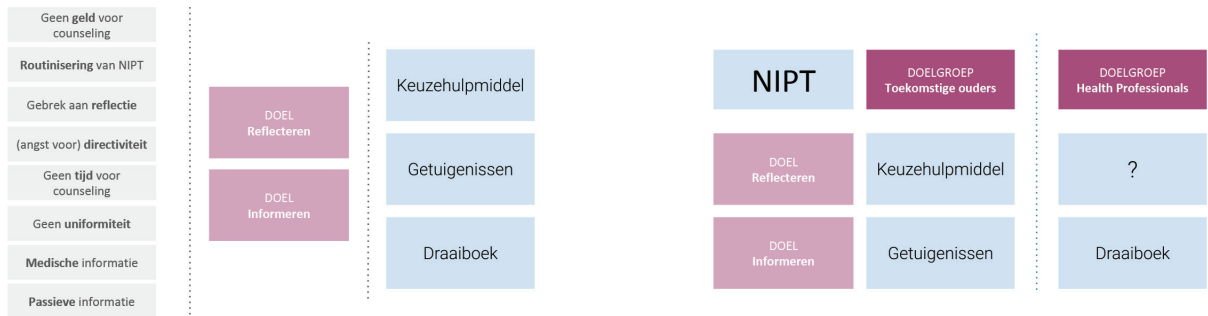 Geen geld voor
counseling
Routinisering van NIPT
Gebrek aan reflectie
(angst voor) directiviteit
Geen tijd voor
counseling
Geen uniformiteit
Medische informatie
Passieve informatie
DOEL
Reflecteren
DOEL
Informeren
Keuzehulpmiddel
Getuigenissen
Draaiboek
NIPT
DOELGROEP
Toekomstige ouders
DOELGROEP
Health Professionals
DOEL
Reflecteren
Keuzehulpmiddel
?
DOEL
Informeren
Getuigenissen
Draaiboek